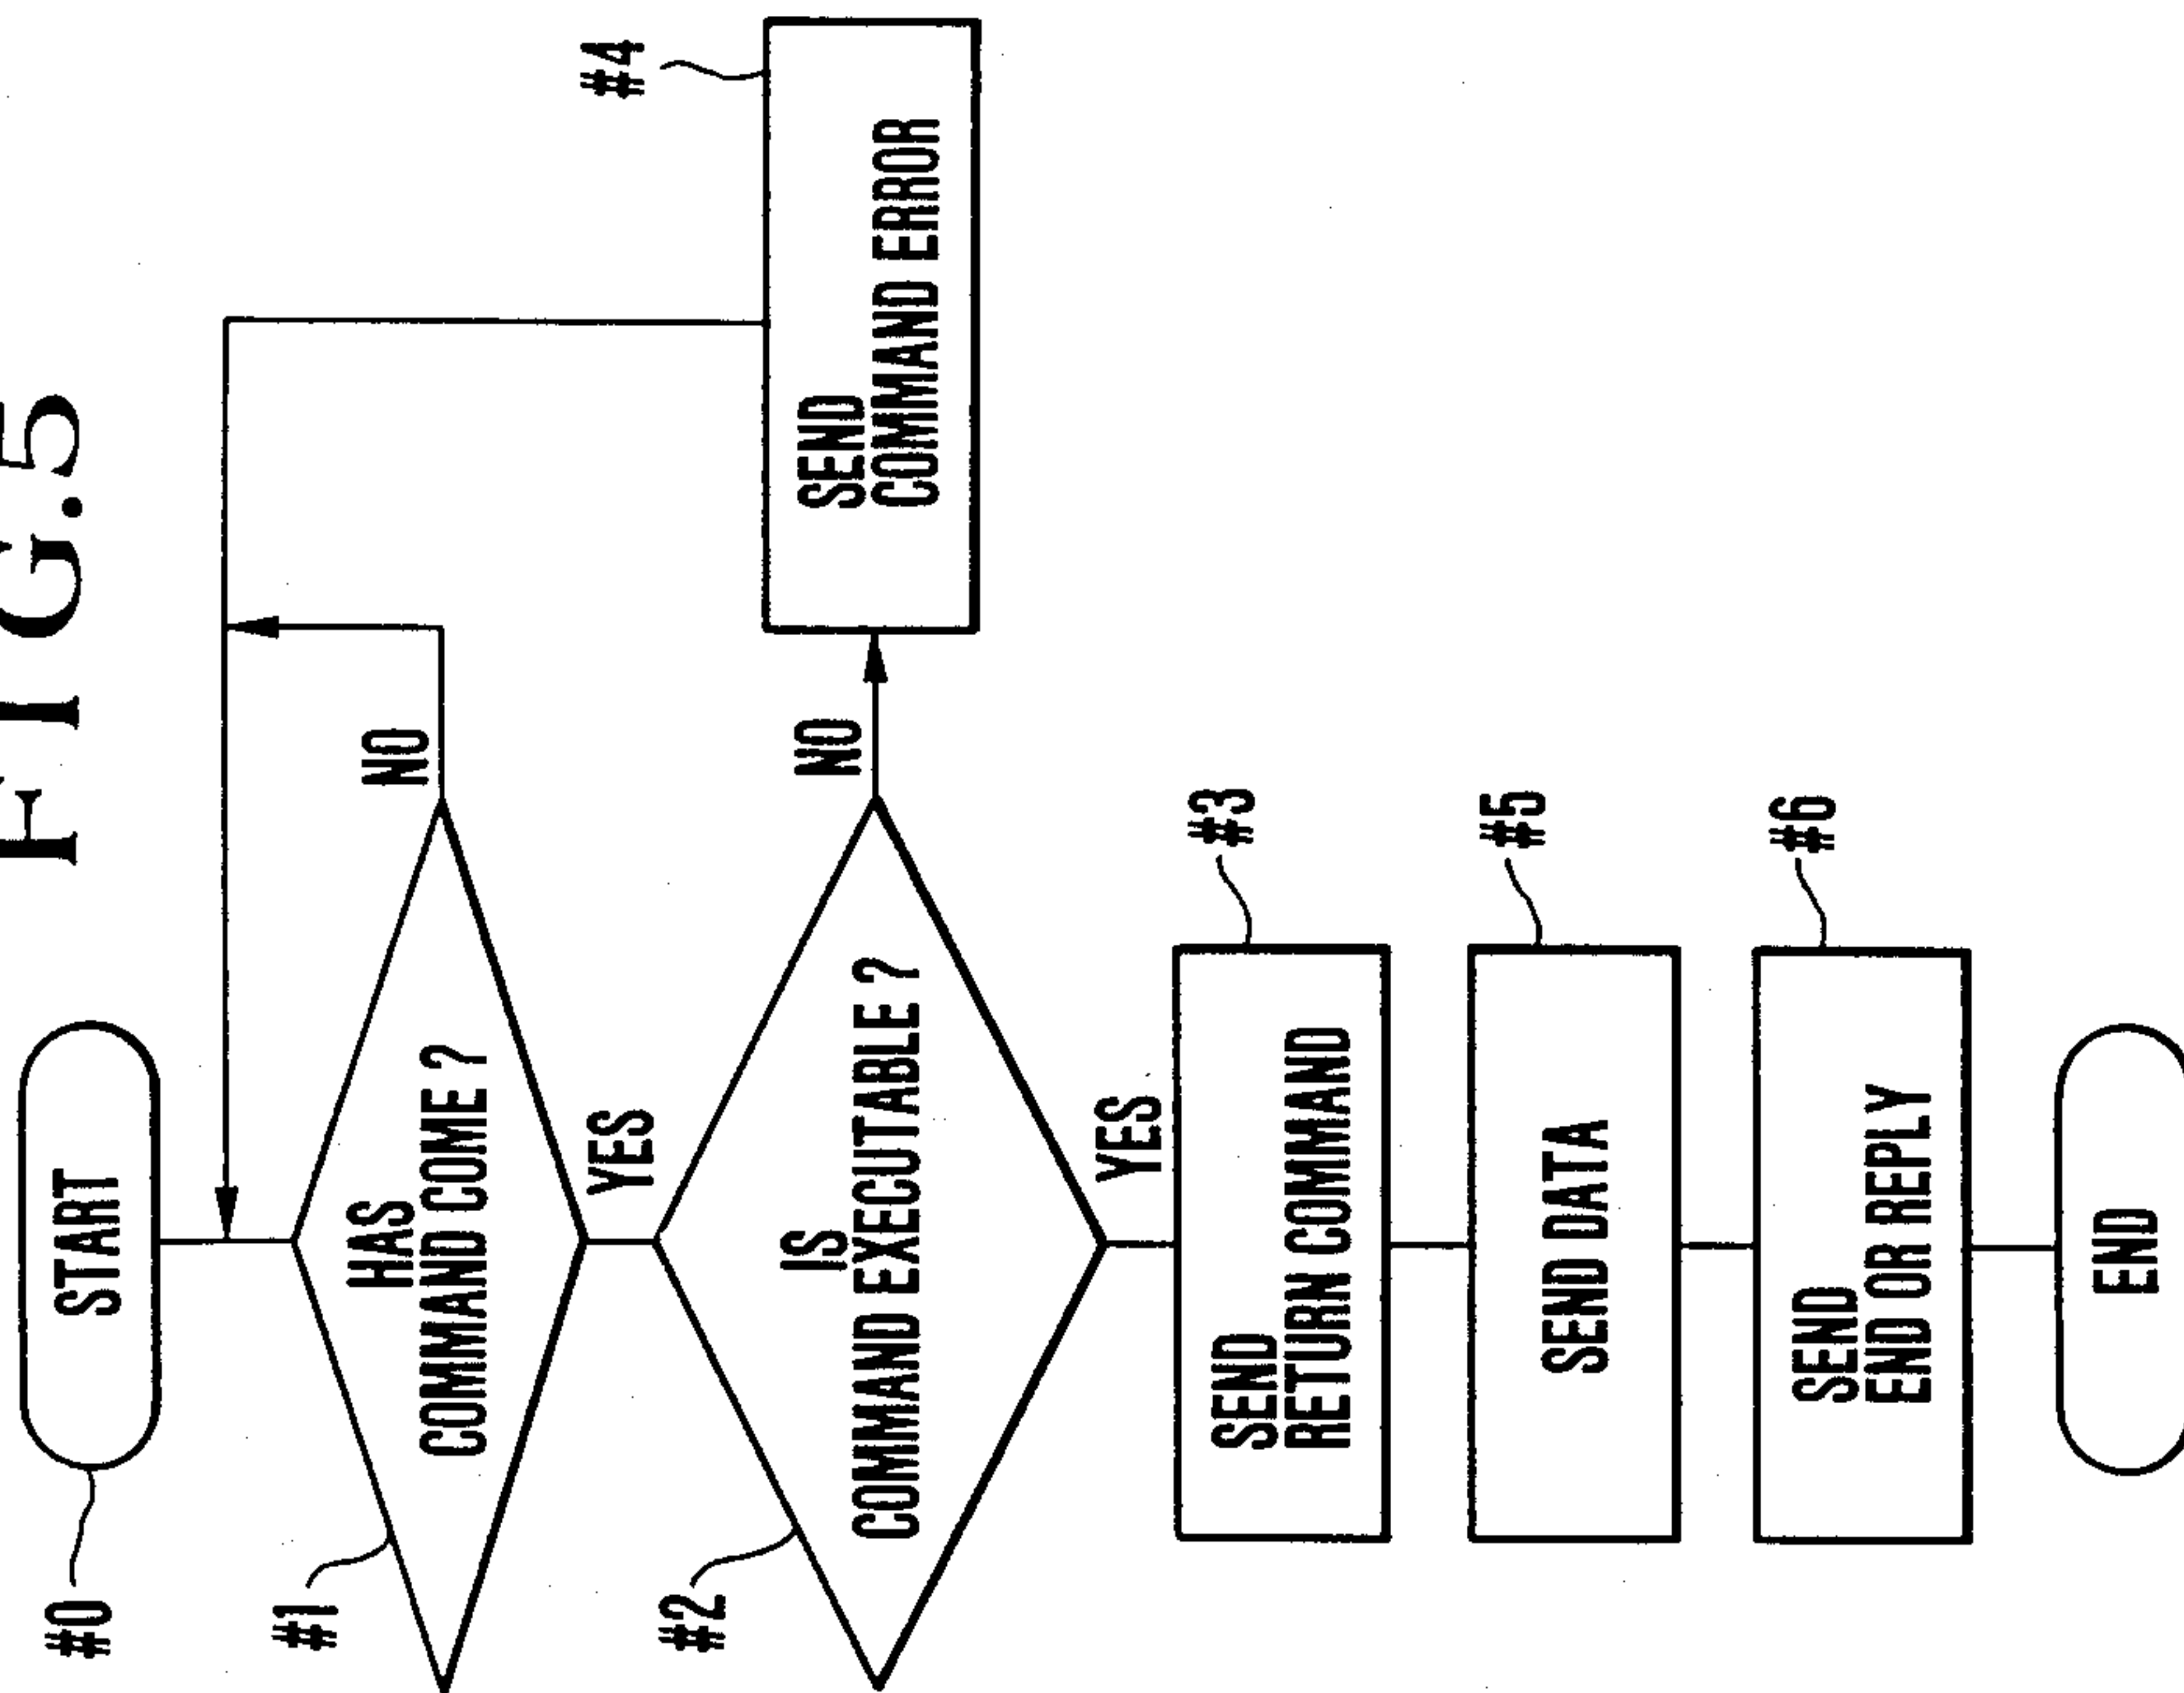 FIG.5
START
#0
HAS
COMMAND COME ?
#1
NO
YES
IS
COMMAND EXECUTABLE ?
#2
NO
SEND
COMMAND ERROR
#4
YES
SEND
RETURN COMMAND
#3
SEND DATA
#5
SEND
END OR REPLY
#6
END